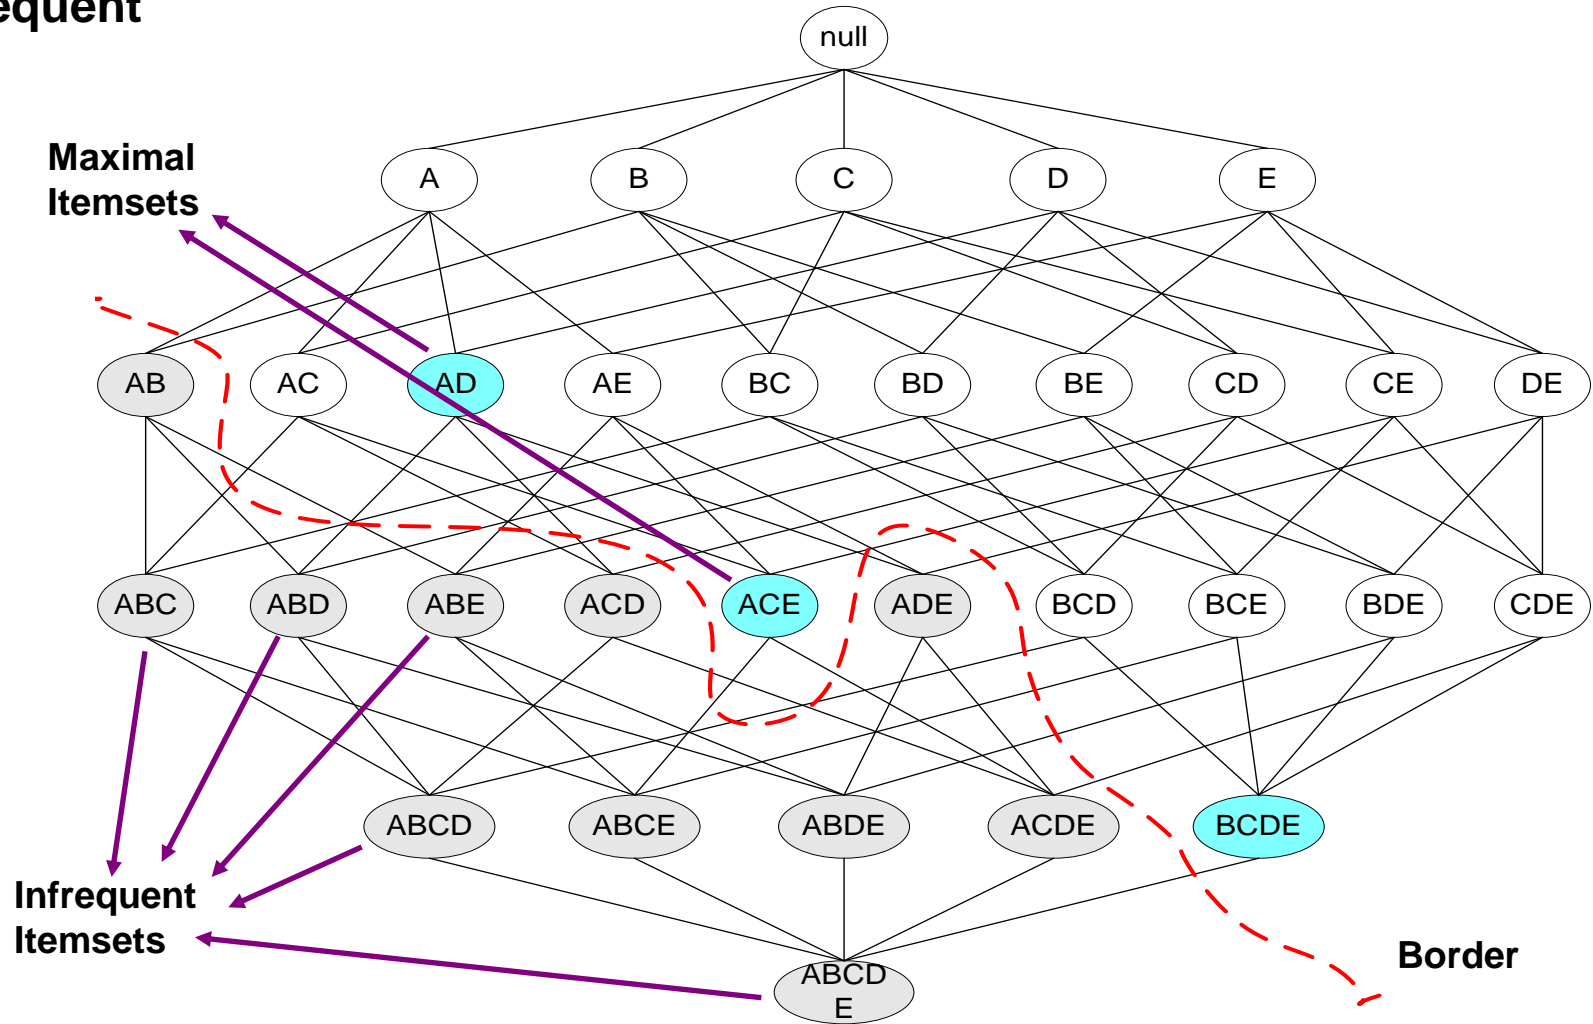 null
Maximal
Itemsets
A B C D E
AB AC AD AE BC BD BE CD CE DE
ABC ABD ABE ACD ACE ADE BCD BCE BDE CDE
ABCD ABCE ABDE ACDE BCDE
Infrequent
Itemsets
Border
ABCD
E